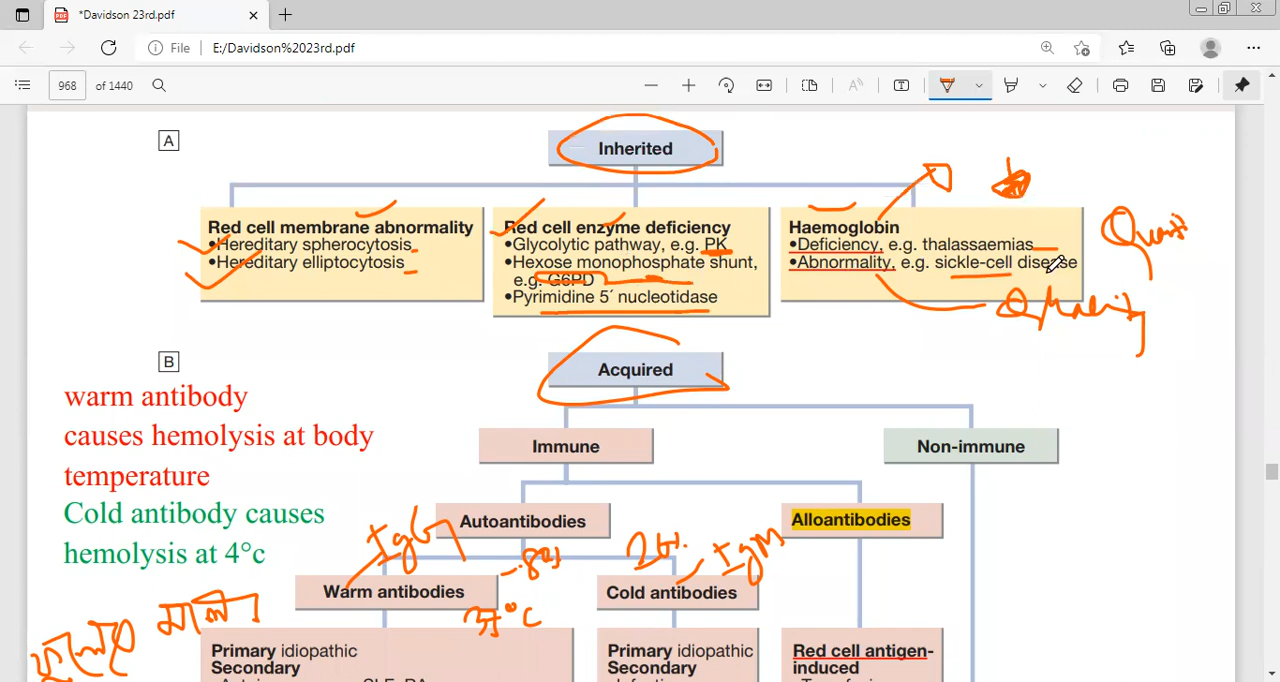 *Davidson 23rd.pdf
File E:/Davidson%2023rd.pdf
968 of 1440
A
Inherited
Red cell membrane abnormality
•Hereditary spherocytosis
•Hereditary elliptocytosis
Red cell enzyme deficiency
•Glycolytic pathway, e.g. PK
•Hexose monophosphate shunt,
e.g. G6PD
•Pyrimidine 5′ nucleotidase
Haemoglobin
•Deficiency, e.g. thalassaemias
•Abnormality, e.g. sickle-cell disease
Quality
B
Acquired
warm antibody
causes hemolysis at body
temperature
Cold antibody causes
hemolysis at 4°c
Immune
Non-immune
Autoantibodies
Alloantibodies
IgG
IgM
Warm antibodies
Cold antibodies
37°C
Primary idiopathic
Secondary
Primary idiopathic
Secondary
Red cell antigen-
induced